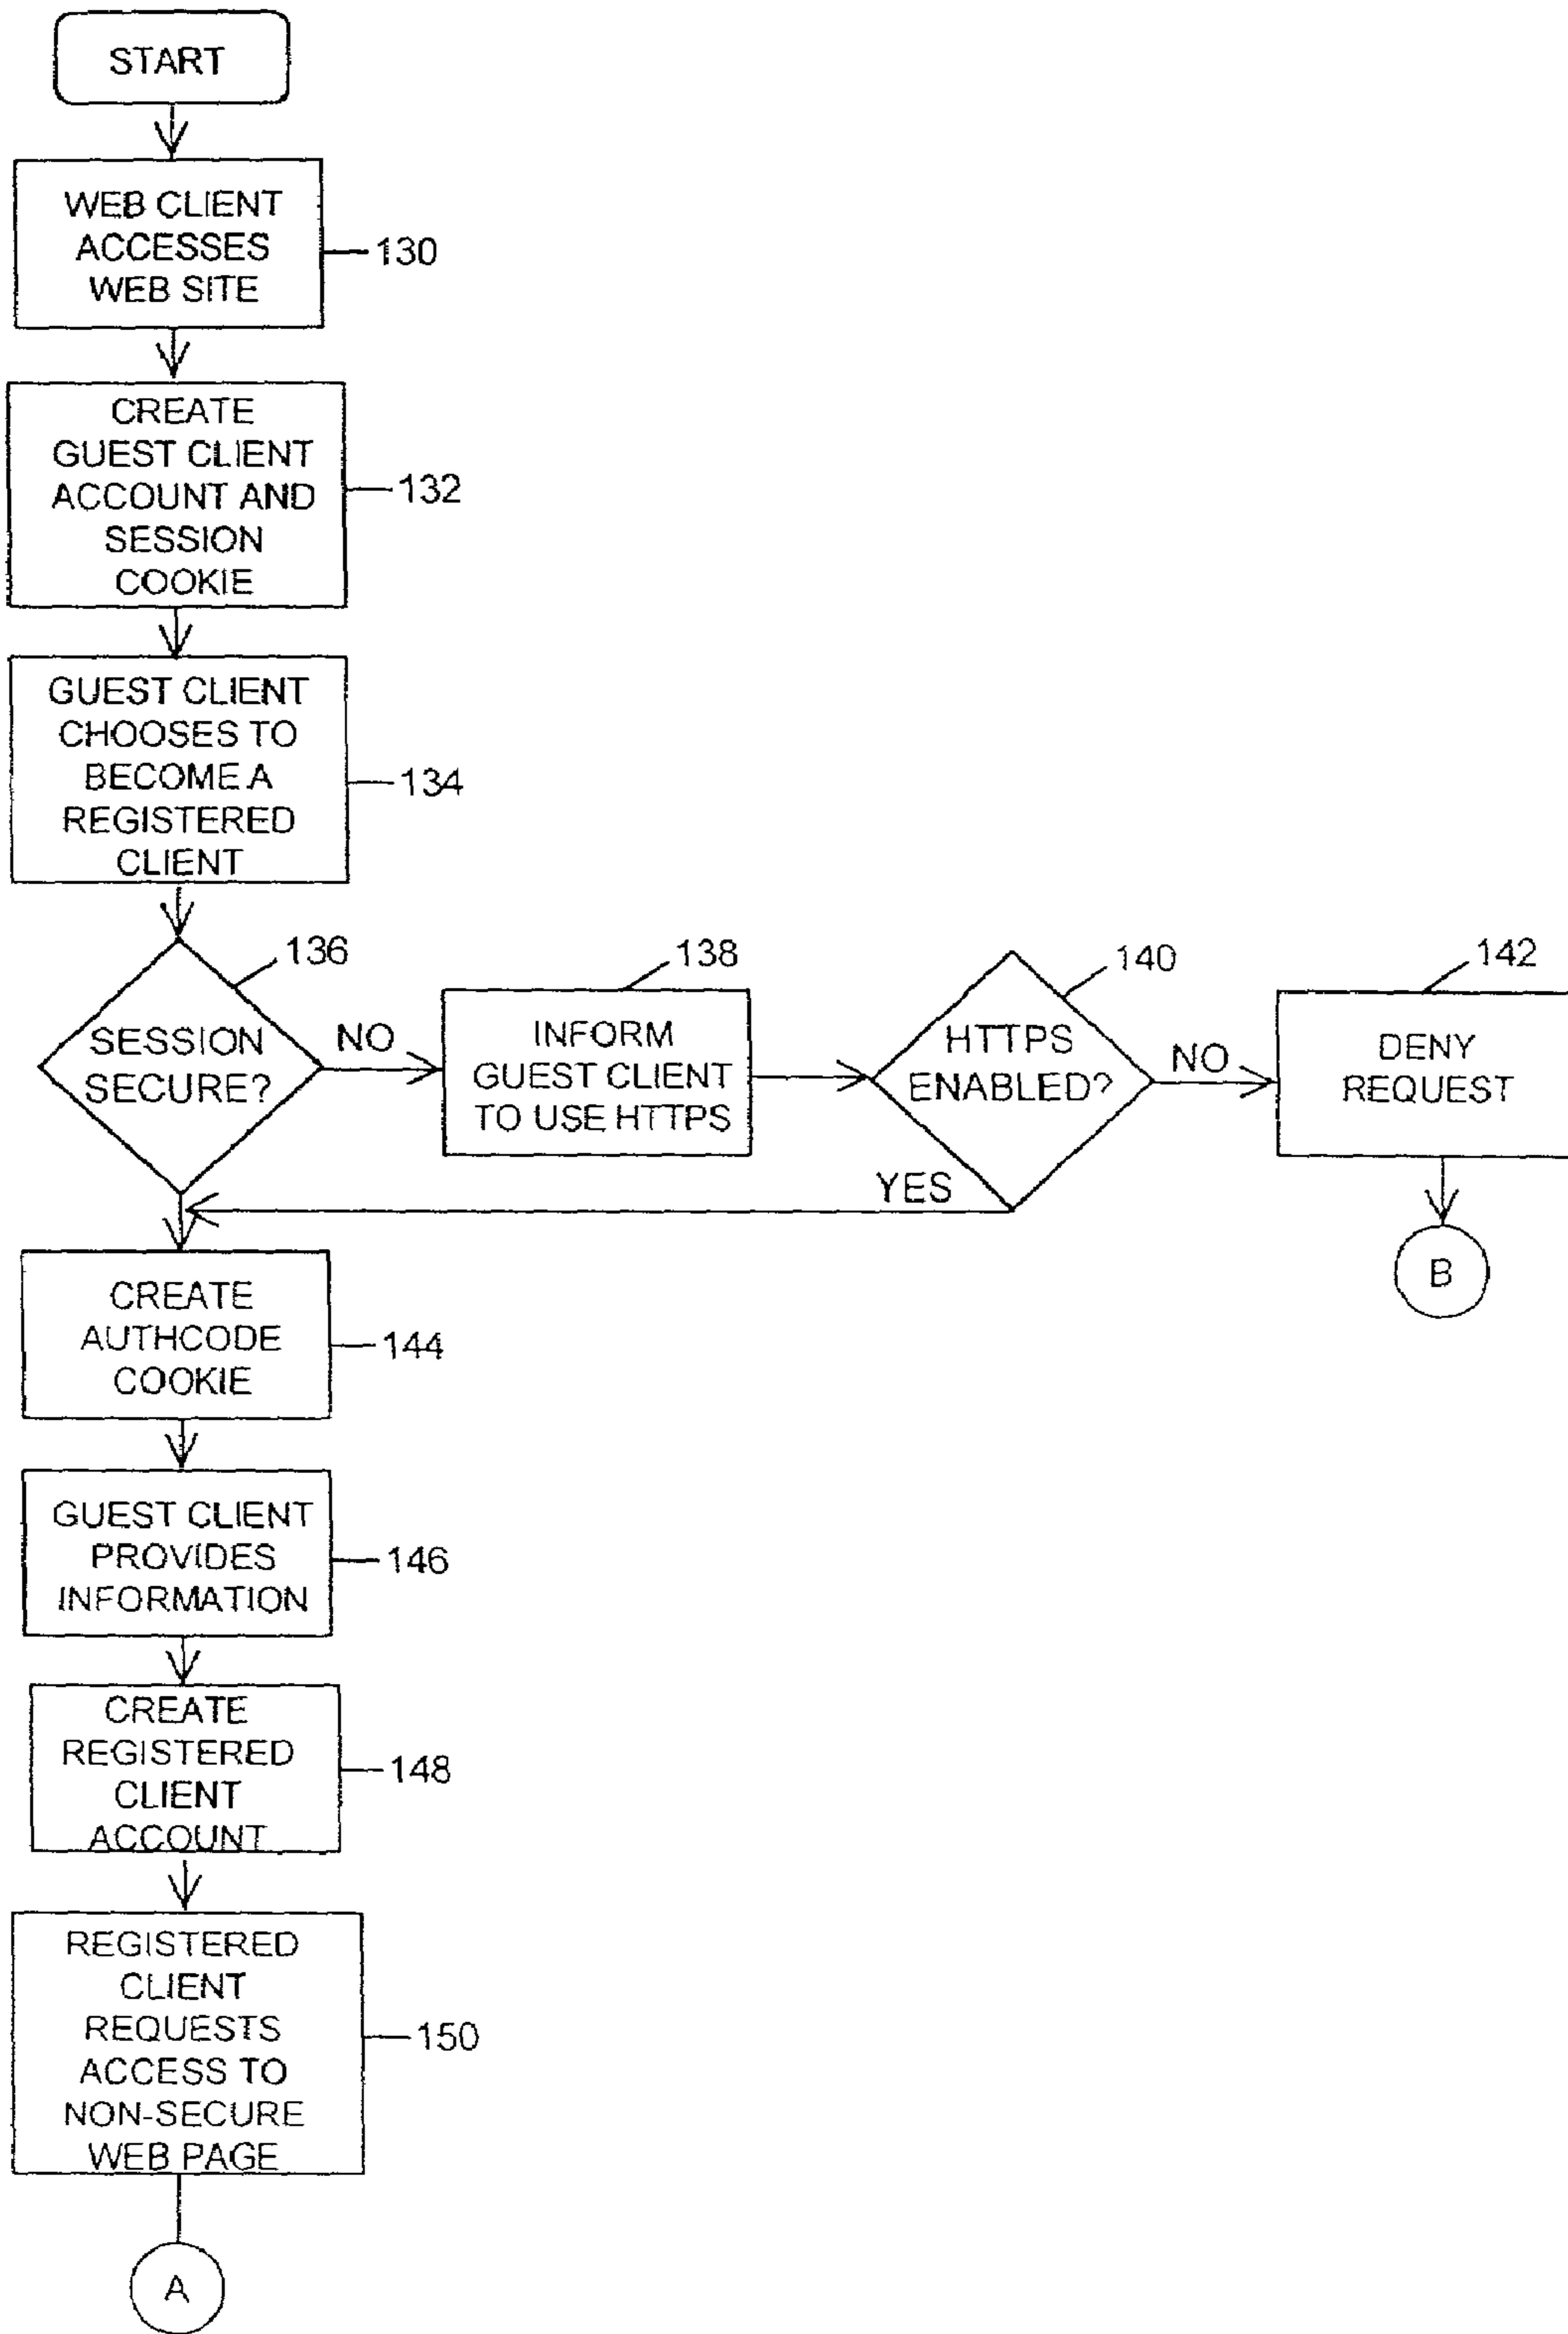 START
WEB CLIENT
ACCESSES
WEB SITE
130
CREATE
GUEST CLIENT
ACCOUNT AND
SESSION
COOKIE
132
GUEST CLIENT
CHOOSES TO
BECOME A
REGISTERED
CLIENT
134
136
SESSION
SECURE?
NO
138
INFORM
GUEST CLIENT
TO USE HTTPS
140
HTTPS
ENABLED?
NO
142
DENY
REQUEST
YES
B
CREATE
AUTHCODE
COOKIE
144
GUEST CLIENT
PROVIDES
INFORMATION
146
CREATE
REGISTERED
CLIENT
ACCOUNT
148
REGISTERED
CLIENT
REQUESTS
ACCESS TO
NON-SECURE
WEB PAGE
150
A